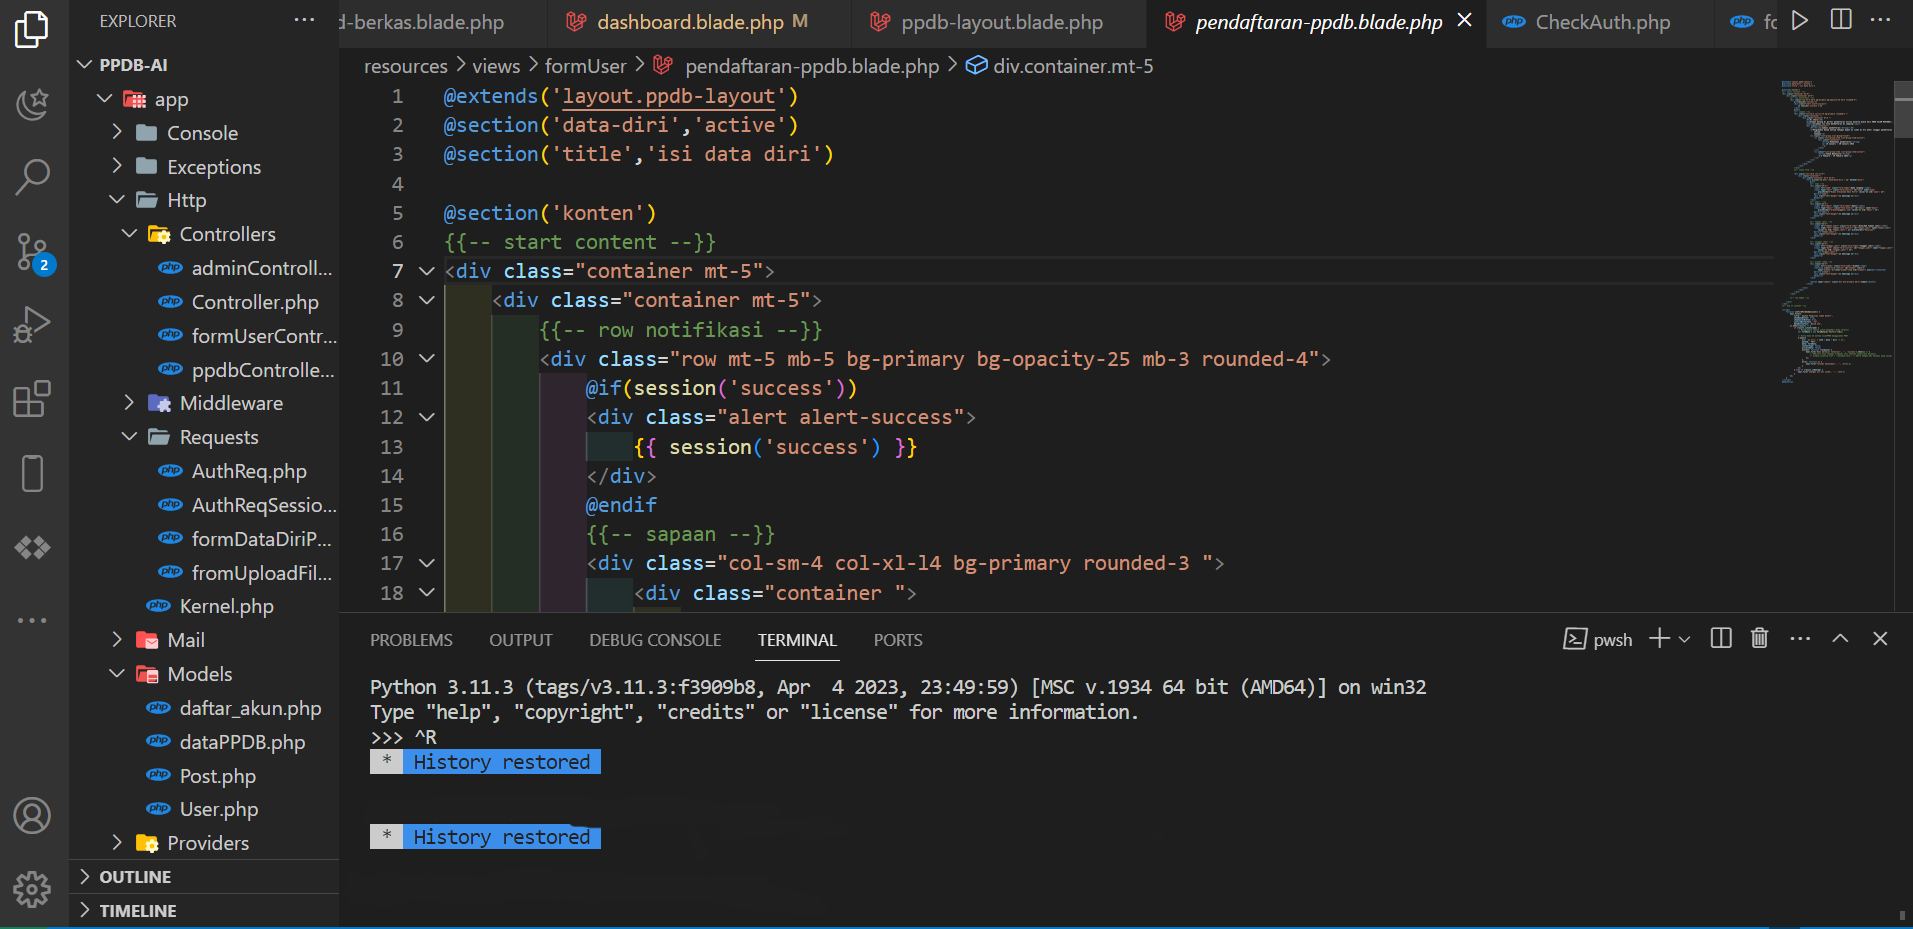 EXPLORER
PPDB-AI
app
Console
Exceptions
Http
Controllers
adminControll...
Controller.php
formUserContr...
ppdbControlle...
Middleware
Requests
AuthReq.php
AuthReqSessio...
formDataDiriP...
fromUploadFil...
Kernel.php
Mail
Models
daftar_akun.php
dataPPDB.php
Post.php
User.php
Providers
OUTLINE
TIMELINE
2
d-berkas.blade.php
dashboard.blade.php M
ppdb-layout.blade.php
pendaftaran-ppdb.blade.php
CheckAuth.php
resources > views > formUser > pendaftaran-ppdb.blade.php > div.container.mt-5
1 @extends('layout.ppdb-layout')
2 @section('data-diri','active')
3 @section('title','isi data diri')
4
5 @section('konten')
6 {{-- start content --}}
7 <div class="container mt-5">
8 <div class="container mt-5">
9 {{-- row notifikasi --}}
10 <div class="row mt-5 mb-5 bg-primary bg-opacity-25 mb-3 rounded-4">
11 @if(session('success'))
12 <div class="alert alert-success">
13 {{ session('success') }}
14 </div>
15 @endif
16 {{-- sapaan --}}
17 <div class="col-sm-4 col-xl-l4 bg-primary rounded-3 ">
18 <div class="container ">
PROBLEMS OUTPUT DEBUG CONSOLE TERMINAL PORTS
pwsh
Python 3.11.3 (tags/v3.11.3:f3909b8, Apr  4 2023, 23:49:59) [MSC v.1934 64 bit (AMD64)] on win32
Type "help", "copyright", "credits" or "license" for more information.
>>> ^R
* History restored
* History restored